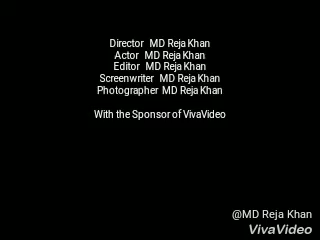 Director MD Reja Khan
Actor MD Reja Khan
Editor MD Reja Khan
Screenwriter MD Reja Khan
Photographer MD Reja Khan
With the Sponsor of VivaVideo
@MD Reja Khan
VivaVideo